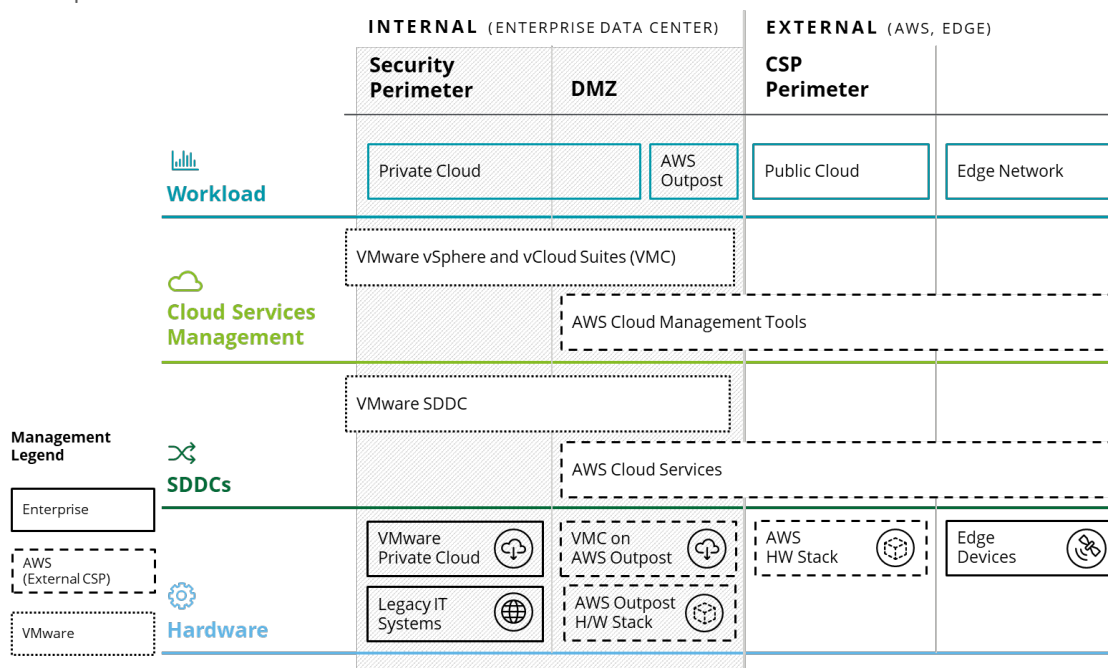 INTERNAL (ENTERPRISE DATA CENTER)
EXTERNAL (AWS, EDGE)
Security
Perimeter
DMZ
CSP
Perimeter
Workload
Private Cloud
AWS
Outpost
Public Cloud
Edge Network
Cloud Services
Management
VMware vSphere and vCloud Suites (VMC)
AWS Cloud Management Tools
SDDCs
VMware SDDC
AWS Cloud Services
Hardware
VMware
Private Cloud
VMC on
AWS Outpost
AWS
HW Stack
Edge
Devices
Legacy IT
Systems
AWS Outpost
H/W Stack
Management
Legend
Enterprise
AWS
(External CSP)
VMware